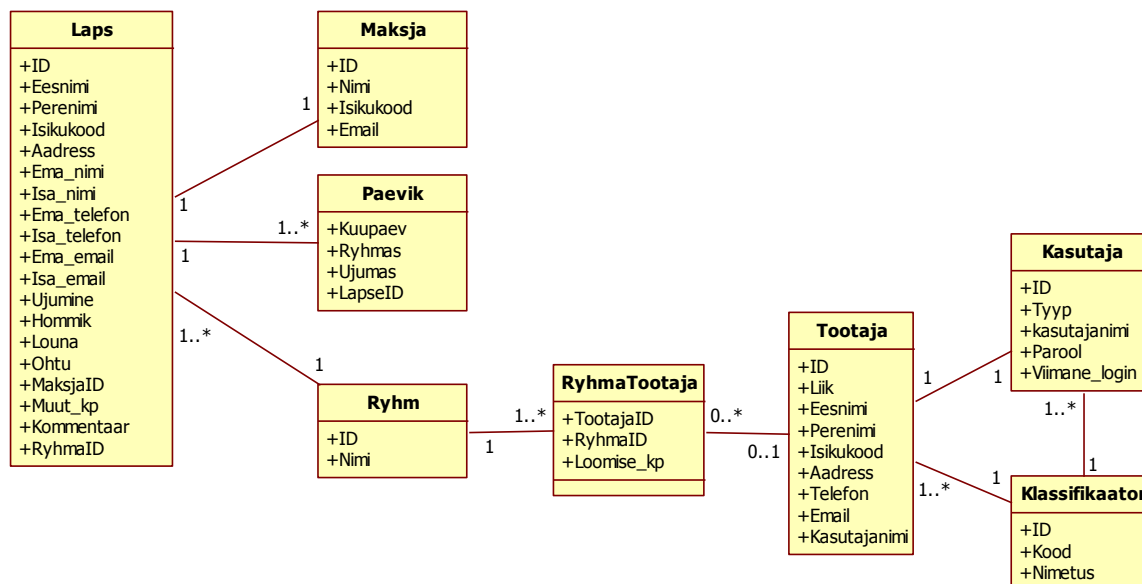 Laps
+ID
+Eesnimi
+Perenimi
+Isikukood
+Aadress
+Ema_nimi
+Isa_nimi
+Ema_telefon
+Isa_telefon
+Ema_email
+Isa_email
+Ujumine
+Hommik
+Louna
+Ohtu
+MaksjaID
+Muut_kp
+Kommentaar
+RyhmaID
Maksja
+ID
+Nimi
+Isikukood
+Email
1
1
Paevik
+Kuupaev
+Ryhmas
+Ujumas
+LapseID
1..*
1
1..*
1
Ryhm
+ID
+Nimi
1..*
1
RyhmaTootaja
+TootajaID
+RyhmaID
+Loomise_kp
0..*
0..1
Tootaja
+ID
+Liik
+Eesnimi
+Perenimi
+Isikukood
+Aadress
+Telefon
+Email
+Kasutajanimi
1
1
1..*
1
Kasutaja
+ID
+Tyyp
+kasutajanimi
+Parool
+Viimane_login
1..*
1
Klassifikaator
+ID
+Kood
+Nimetus